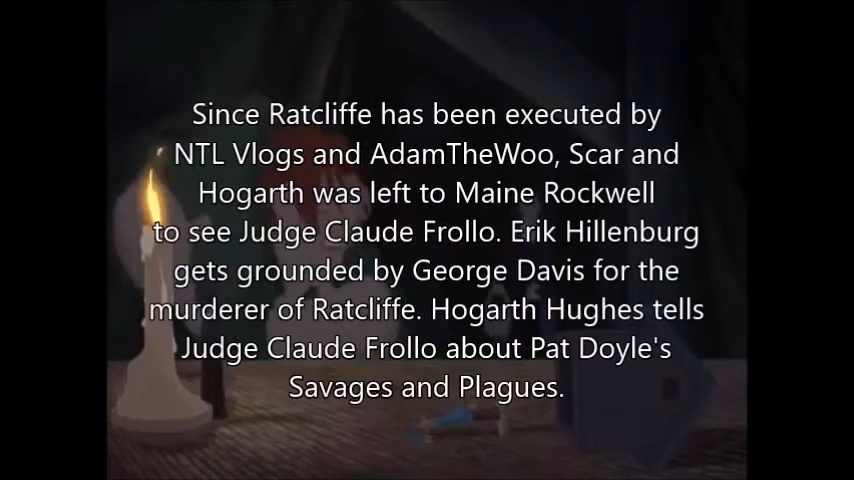 Since Ratcliffe has been executed by
NTL Vlogs and AdamTheWoo, Scar and
Hogarth was left to Maine Rockwell
to see Judge Claude Frollo. Erik Hillenburg
gets grounded by George Davis for the
murderer of Ratcliffe. Hogarth Hughes tells
Judge Claude Frollo about Pat Doyle's
Savages and Plagues.